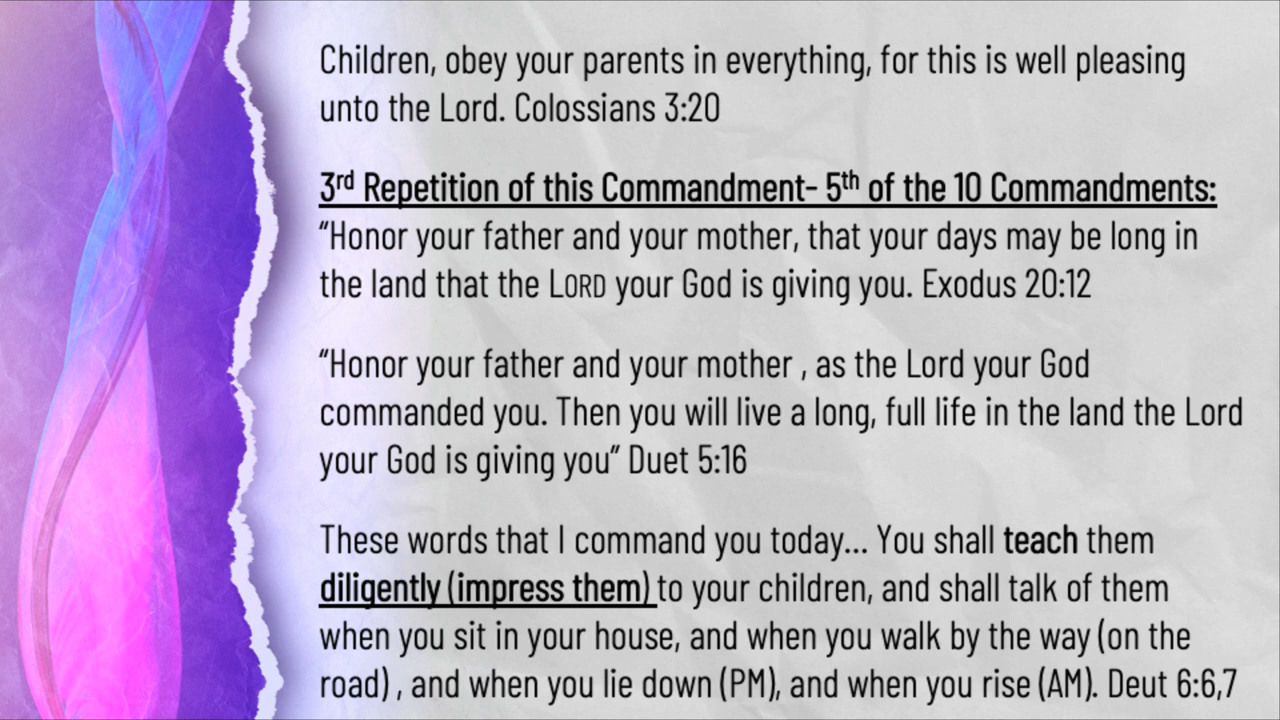 Children, obey your parents in everything, for this is well pleasing
unto the Lord. Colossians 3:20
3rd Repetition of this Commandment- 5th of the 10 Commandments:
“Honor your father and your mother, that your days may be long in
the land that the LORD your God is giving you. Exodus 20:12
“Honor your father and your mother , as the Lord your God
commanded you. Then you will live a long, full life in the land the Lord
your God is giving you” Duet 5:16
These words that I command you today... You shall teach them
diligently (impress them) to your children, and shall talk of them
when you sit in your house, and when you walk by the way (on the
road) , and when you lie down (PM), and when you rise (AM). Deut 6:6,7